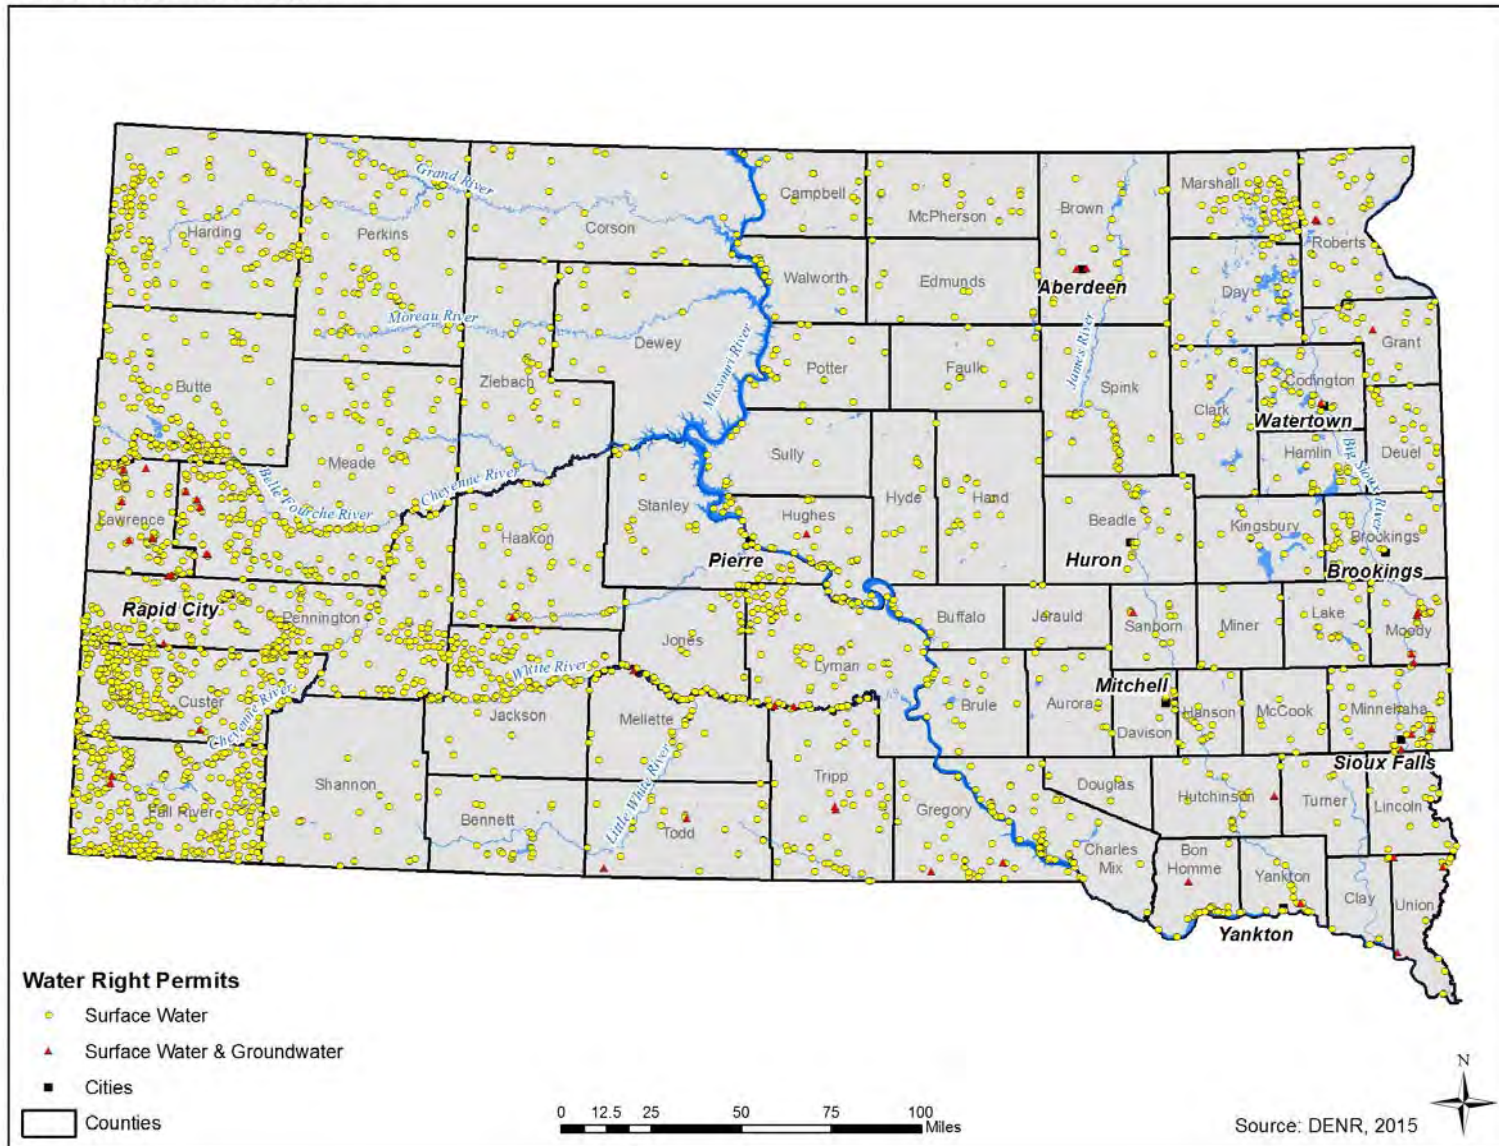 Grand River
Campbell
McPherson
Brown
Marshall
Roberts
Harding
Perkins
Corson
Walworth
Edmunds
Aberdeen
Day
Moreau River
Dewey
Missouri River
Potter
Faulk
James River
Spink
Grant
Butte
Ziebach
Clark
Codington
Watertown
Meade
Sully
Hamlin
Big Sioux River
Deuel
Belle Fourche River
Cheyenne River
Stanley
Hyde
Hand
Lawrence
Haakon
Hughes
Beadle
Kingsbury
Brookings
Pierre
Huron
Brookings
Rapid City
Pennington
Jones
Lyman
Buffalo
Jerauld
Sanborn
Miner
Lake
Moody
White River
Custer
Cheyenne River
Jackson
Mellette
Brule
Aurora
Mitchell
Davison
Hanson
McCook
Minnehaha
Sioux Falls
Fall River
Shannon
Bennett
Little White River
Todd
Tripp
Gregory
Douglas
Hutchinson
Turner
Lincoln
Charles
Mix
Bon
Homme
Yankton
Clay
Union
Yankton
Water Right Permits
Surface Water
Surface Water & Groundwater
Cities
Counties
0 12.5 25 50 75 100
Miles
N
Source: DENR, 2015